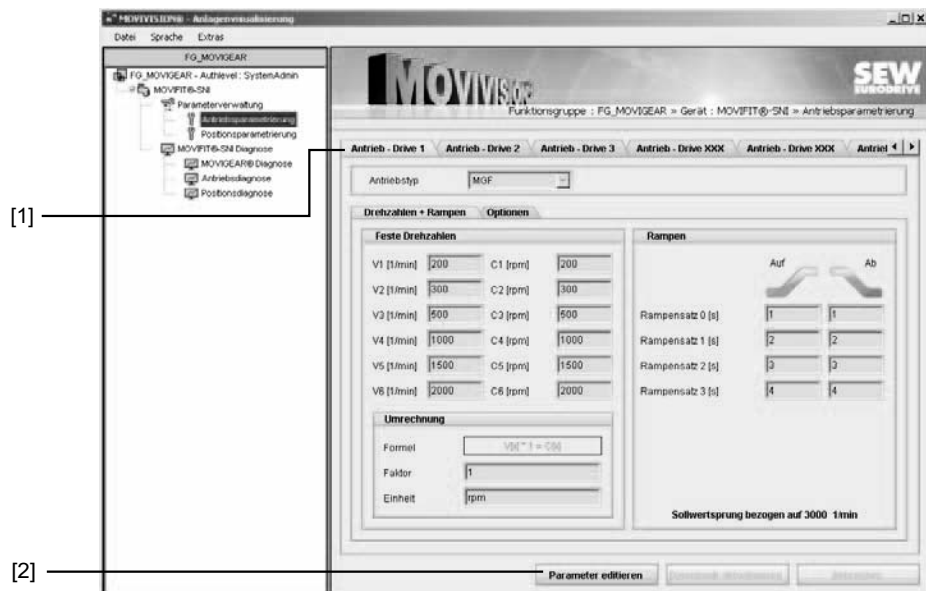 MOVIVISION® - Anlagenvisualisierung
Datei Sprache Extras
FG_MOVIGEAR
FG_MOVIGEAR - Authlevel : SystemAdmin
MOVIFIT®-SNI
Parameterverwaltung
Antriebsparametrierung
Positionsparametrierung
MOVIFIT®-SNI Diagnose
MOVIGEAR® Diagnose
Antriebsdiagnose
Positionsdiagnose
MOVIVISION
SEW
EURODRIVE
Funktionsgruppe : FG_MOVIGEAR » Gerät : MOVIFIT®-SNI » Antriebsparametrierung
[1]
Antrieb - Drive 1 Antrieb - Drive 2 Antrieb - Drive 3 Antrieb - Drive XXX Antrieb - Drive XXX Antriel
Antriebstyp MGF
Drehzahlen + Rampen Optionen
Feste Drehzahlen Rampen
Auf Ab
V1 [1/min] 200 C1 [rpm] 200
V2 [1/min] 300 C2 [rpm] 300
V3 [1/min] 500 C3 [rpm] 500 Rampensatz 0 [s] 1 1
V4 [1/min] 1000 C4 [rpm] 1000 Rampensatz 1 [s] 2 2
V5 [1/min] 1500 C5 [rpm] 1500 Rampensatz 2 [s] 3 3
V6 [1/min] 2000 C6 [rpm] 2000 Rampensatz 3 [s] 4 4
Umrechnung
Formel
Faktor 1
Einheit rpm
Sollwertsprung bezogen auf 3000 1/min
[2]
Parameter editieren